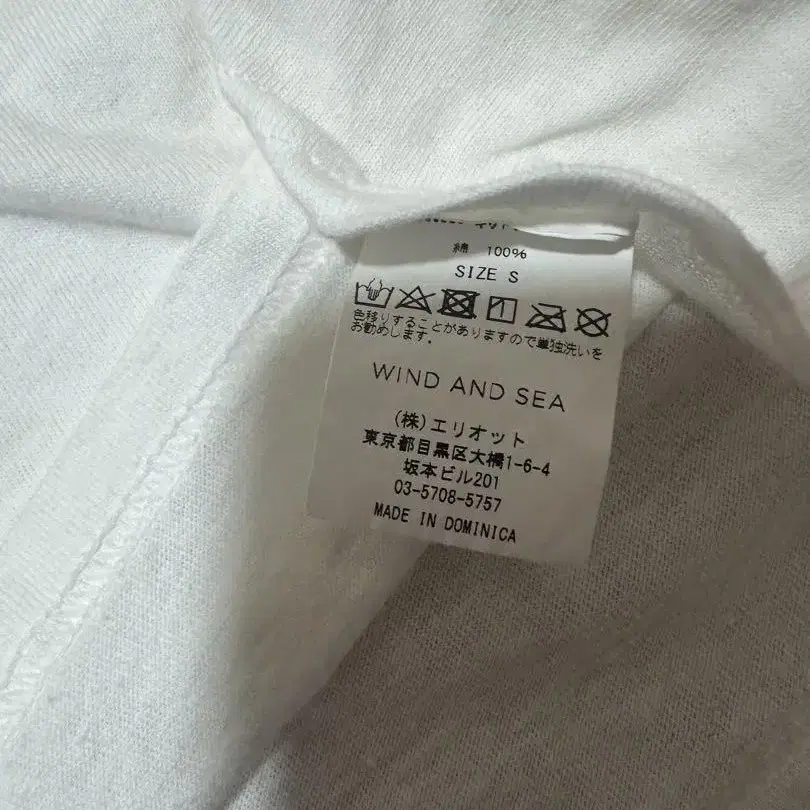 綿 100%
SIZE S
色移りすることがありますので単独洗いを
お勧めします。
WIND AND SEA
(株)エリオット
東京都目黒区大橋1-6-4
坂本ビル201
03-5708-5757
MADE IN DOMINICA